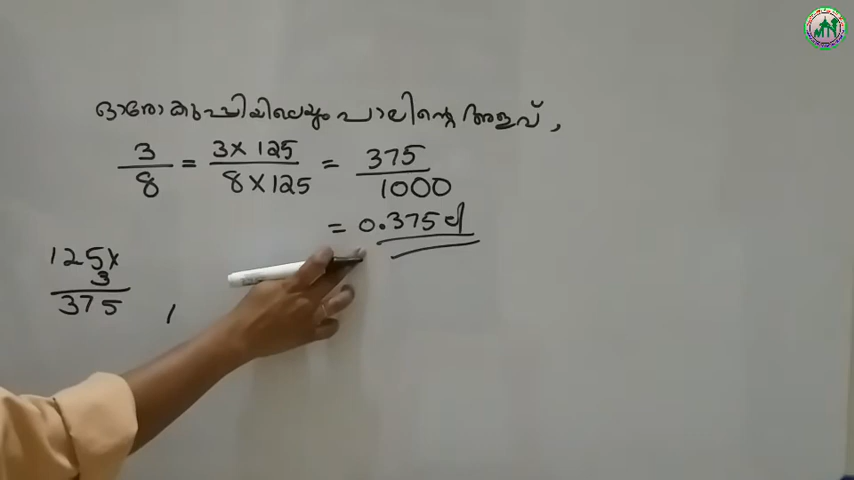 ഓരോ കുപ്പിയിലെയും പാലിന്റെ അളവ്,
3/8 = 3 × 125/8 × 125 = 375/1000
= 0.375 ലി
125 ×
3
375